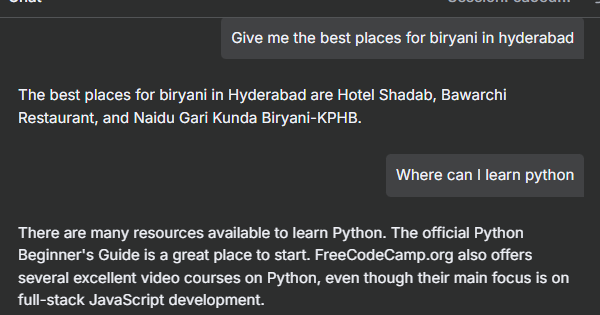 Give me the best places for biryani in hyderabad
The best places for biryani in Hyderabad are Hotel Shadab, Bawarchi
Restaurant, and Naidu Gari Kunda Biryani-KPHB.
Where can I learn python
There are many resources available to learn Python. The official Python
Beginner's Guide is a great place to start. FreeCodeCamp.org also offers
several excellent video courses on Python, even though their main focus is on
full-stack JavaScript development.